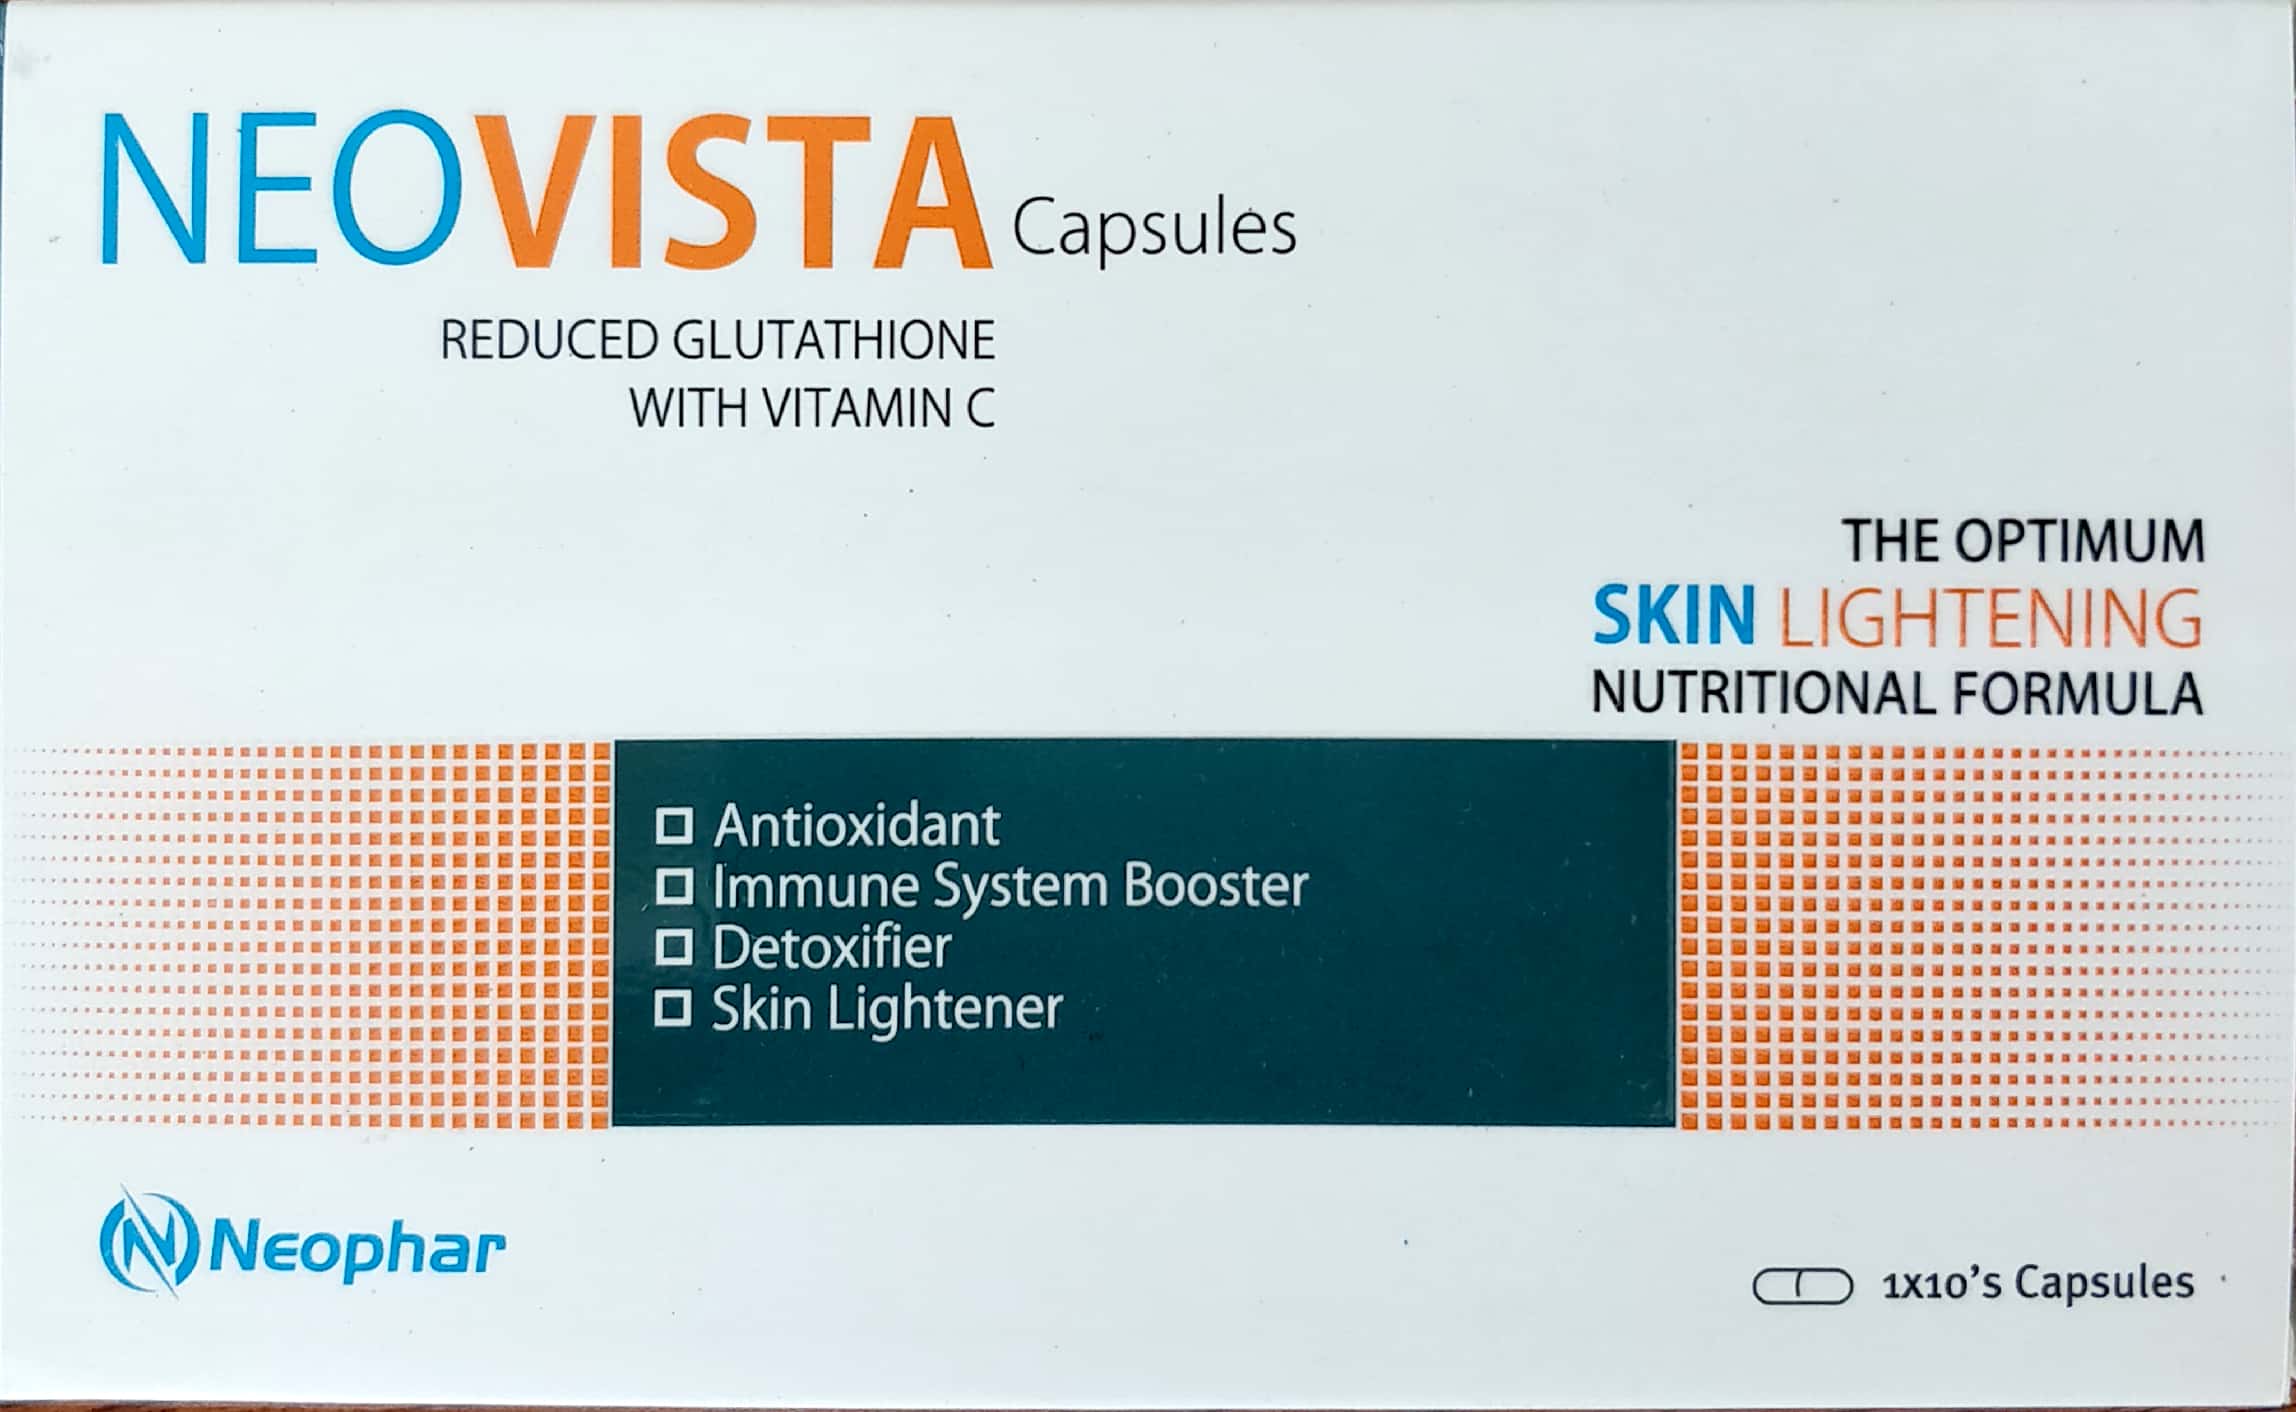 NEOVISTA Capsules
REDUCED GLUTATHIONE
WITH VITAMIN C
THE OPTIMUM
SKIN LIGHTENING
NUTRITIONAL FORMULA
Antioxidant
Immune System Booster
Detoxifier
Skin Lightener
Neophar
1X10's Capsules